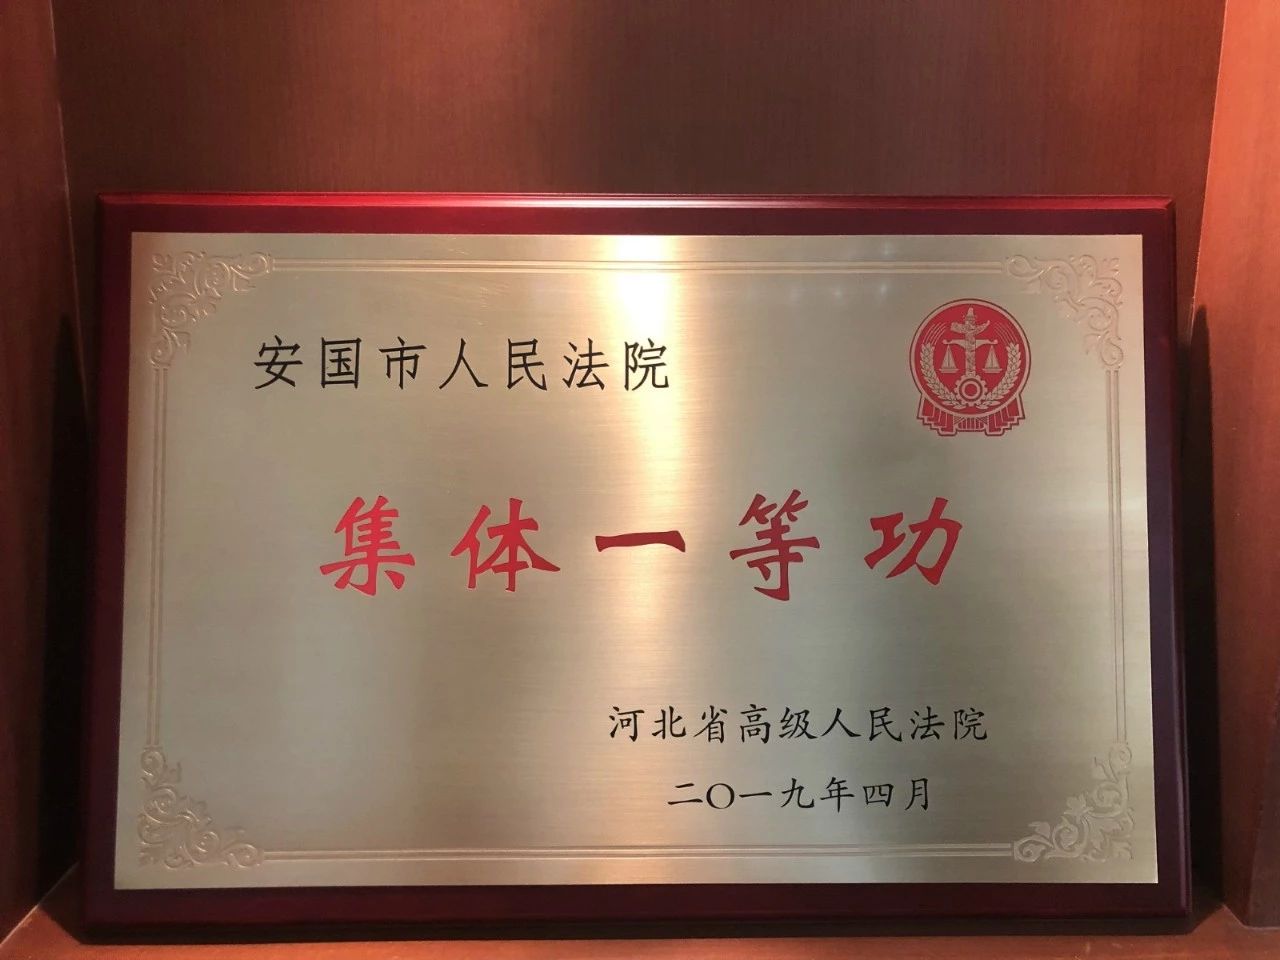 安国市人民法院
集体一等功
河北省高级人民法院
二〇一九年四月